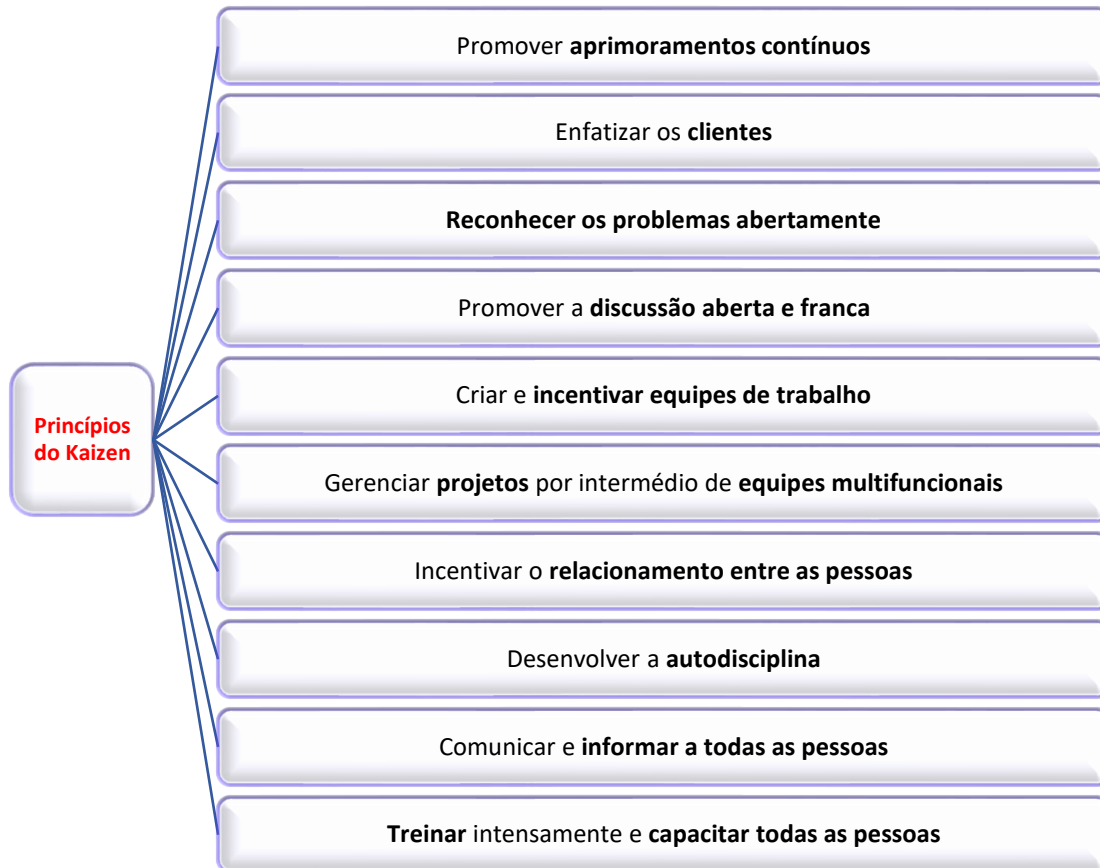 Promover aprimoramentos contínuos
Enfatizar os clientes
Reconhecer os problemas abertamente
Promover a discussão aberta e franca
Criar e incentivar equipes de trabalho
Princípios
do Kaizen
Gerenciar projetos por intermédio de equipes multifuncionais
Incentivar o relacionamento entre as pessoas
Desenvolver a autodisciplina
Comunicar e informar a todas as pessoas
Treinar intensamente e capacitar todas as pessoas